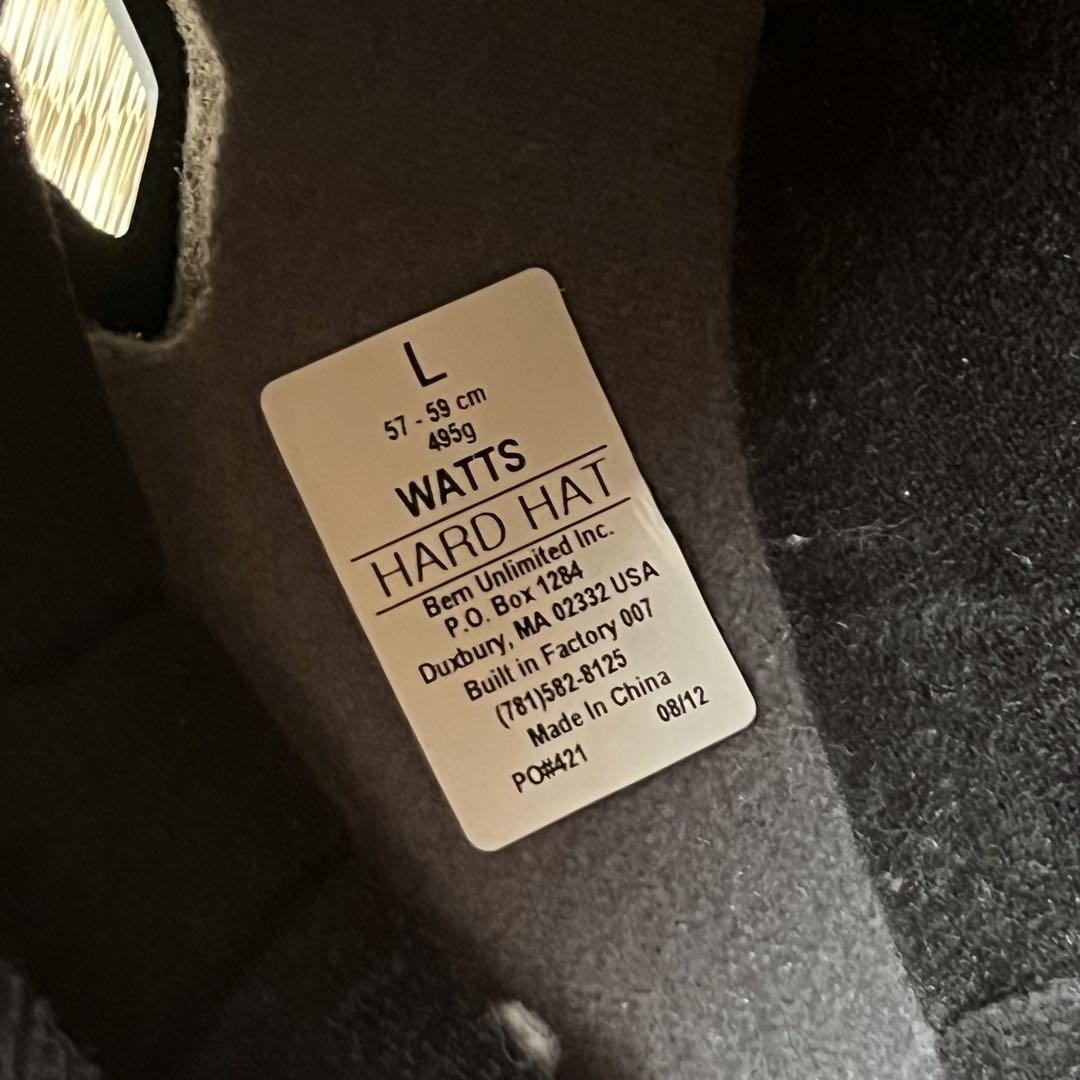 L
57 - 59 cm
495g
WATTS
HARD HAT
Bern Unlimited Inc.
P.O. Box 1284
Duxbury, MA 02332 USA
Built in Factory 007
(781)582-8125
Made In China
08/12
PO#421